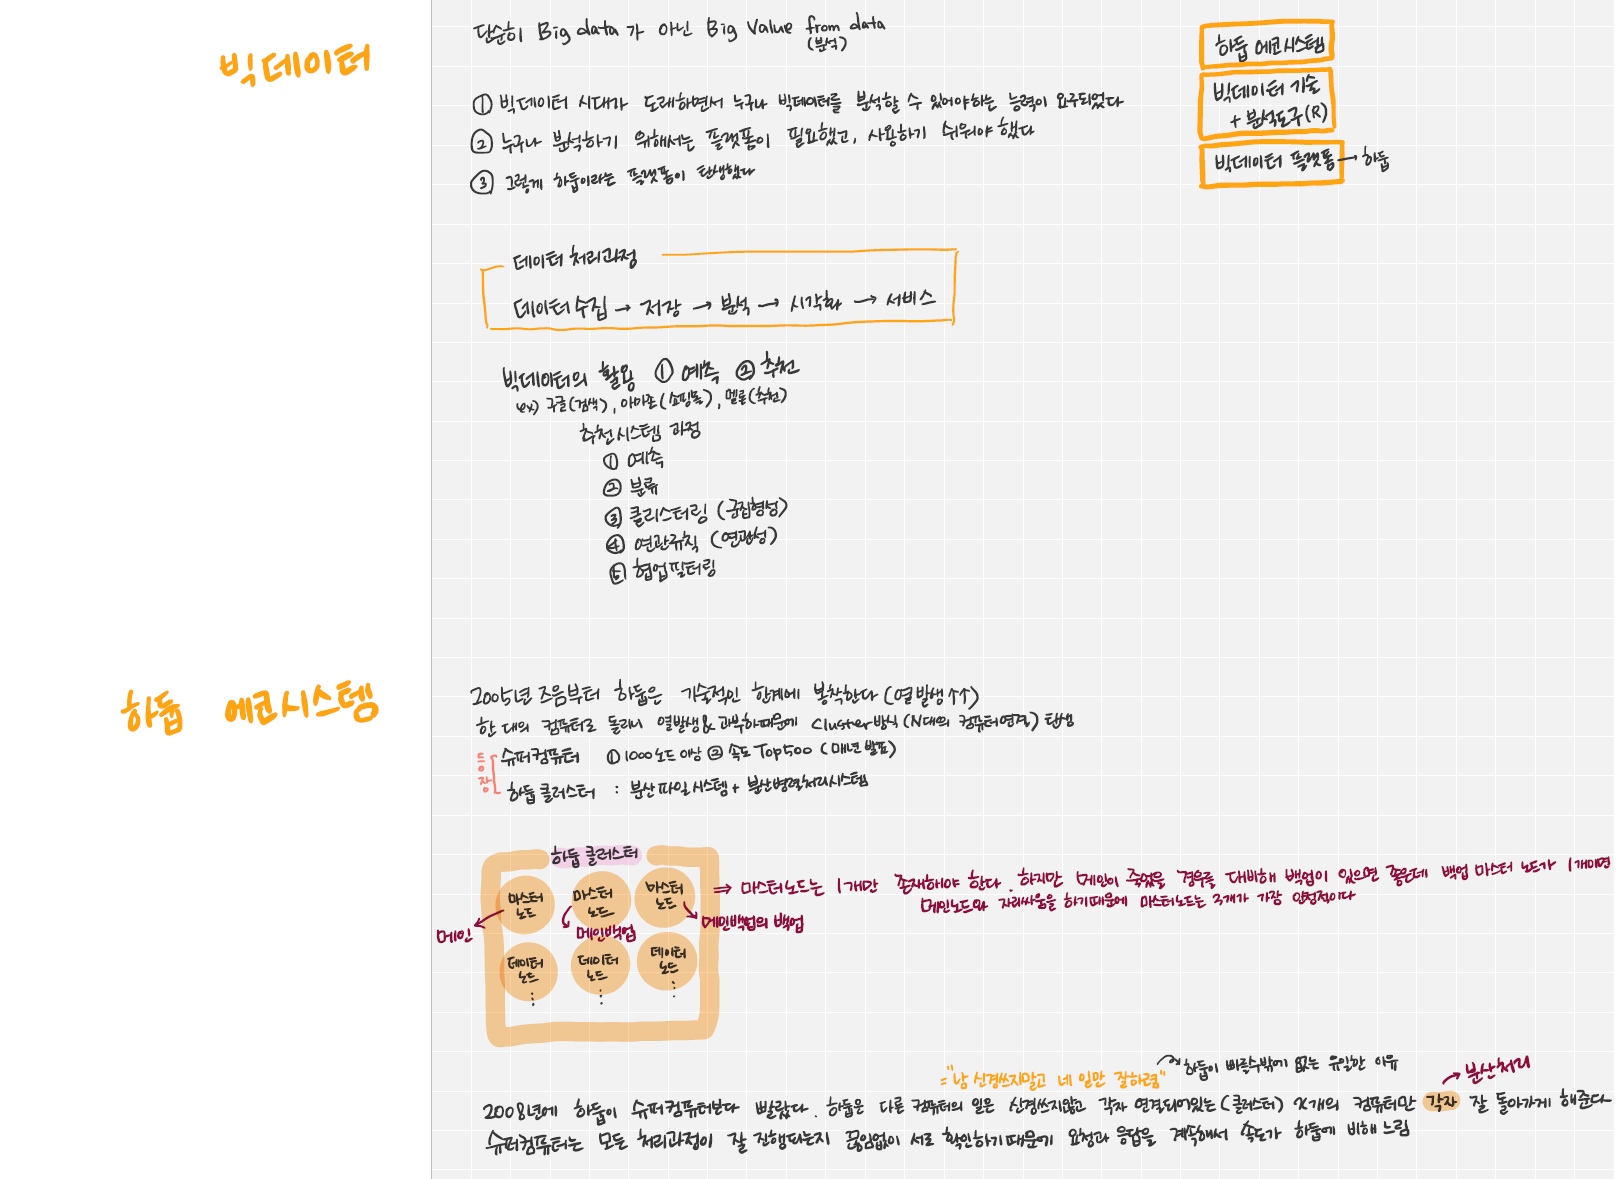 빅데이터
단순히 Big data가 아닌 Big Value from data
(분석)
① 빅데이터 시대가 도래하면서 누구나 빅데이터를 분석할 수 있어야하는 능력이 요구되었다
② 누구나 분석하기 위해서는 플랫폼이 필요했고, 사용하기 쉬워야 했다
③ 그렇게 하둡이라는 플랫폼이 탄생했다
하둡 에코시스템
빅데이터 기술
+ 분석도구(R)
빅데이터 플랫폼 → 하둡
데이터 처리과정
데이터 수집 → 저장 → 분석 → 시각화 → 서비스
빅데이터의 활용 ① 예측 ② 추천
ex) 구글(검색), 아마존(쇼핑몰), 멜론(추천)
추천시스템 과정
① 예측
② 분류
③ 클러스터링 (군집형성)
④ 연관규칙 (연관성)
⑤ 협업필터링
하둡 에코시스템
2005년 즈음부터 하둡은 기술적인 한계에 봉착한다 (열발생↑↑)
한 대의 컴퓨터로 돌리니 열발생& 과부하때문에 Cluster방식(N대의 컴퓨터연결) 탄생
등장
슈퍼컴퓨터 ① 1000노드 이상 ② 속도 Top500 (매년 발표)
하둡 클러스터 : 분산파일시스템 + 분산병렬처리시스템
하둡 클러스터
마스터 노드
마스터 노드
마스터 노드
메인
메인백업
메인백업의 백업
데이터 노드 ⋮
데이터 노드 ⋮
데이터 노드 ⋮
⇒ 마스터노드는 1개만 존재해야 한다. 하지만 메인이 죽었을 경우를 대비해 백업이 있으면 좋은데 백업 마스터 노드가 1개이면
메인노드와 자리싸움을 하기때문에 마스터노드는 3개가 가장 안정적이다
="남 신경쓰지말고 네 일만 잘하렴"
하둡이 빠를수밖에 없는 유일한 이유
분산처리
2008년에 하둡이 슈퍼컴퓨터보다 빨랐다. 하둡은 다른 컴퓨터의 일은 신경쓰지않고 각자 연결되어있는(클러스터) N개의 컴퓨터만 각자 잘 돌아가게 해준다
슈퍼컴퓨터는 모든 처리과정이 잘 진행되는지 끊임없이 서로 확인하기때문에 요청과 응답을 계속해서 속도가 하둡에 비해 느림